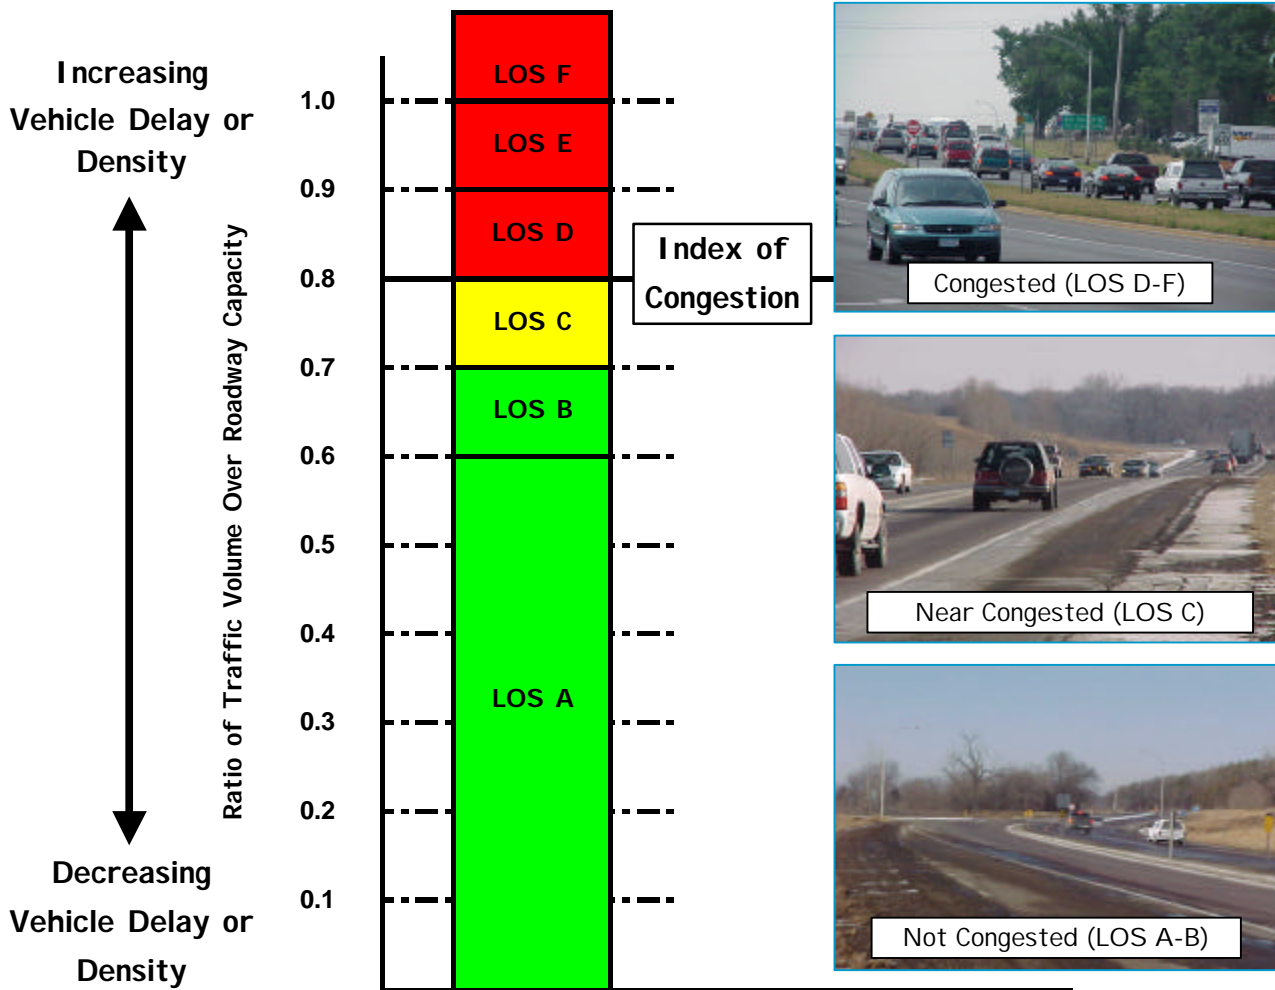 Increasing
Vehicle Delay or
Density
Ratio of Traffic Volume Over Roadway Capacity
Decreasing
Vehicle Delay or
Density
1.0
0.9
0.8
0.7
0.6
0.5
0.4
0.3
0.2
0.1
LOS F
LOS E
LOS D
LOS C
LOS B
LOS A
Index of
Congestion
Congested (LOS D-F)
Near Congested (LOS C)
Not Congested (LOS A-B)